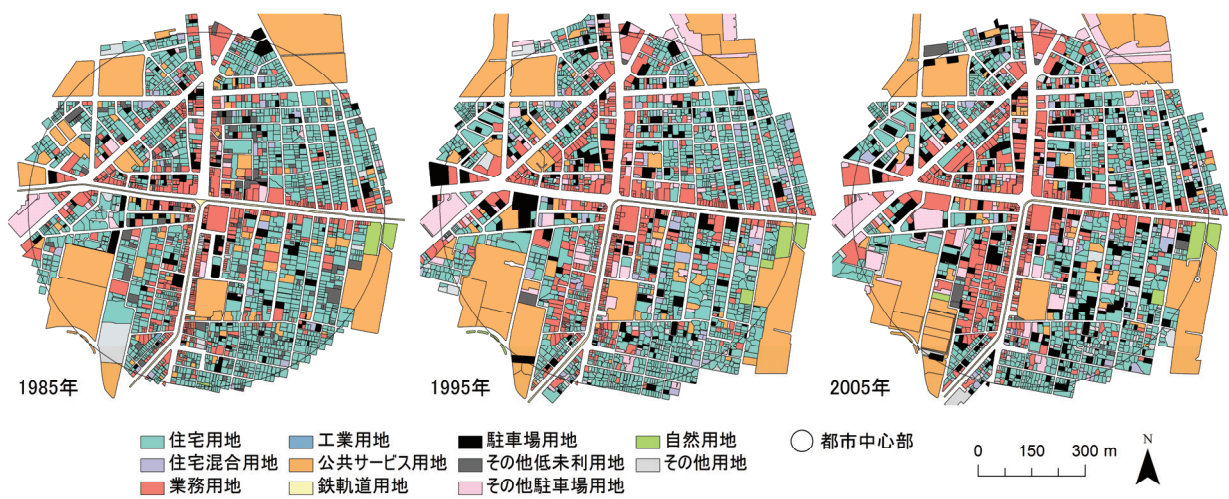 1985年
1995年
2005年
住宅用地
工業用地
駐車場用地
自然用地
都市中心部
住宅混合用地
公共サービス用地
その他低未利用地
その他用地
業務用地
鉄軌道用地
その他駐車場用地
0 150 300 m
N